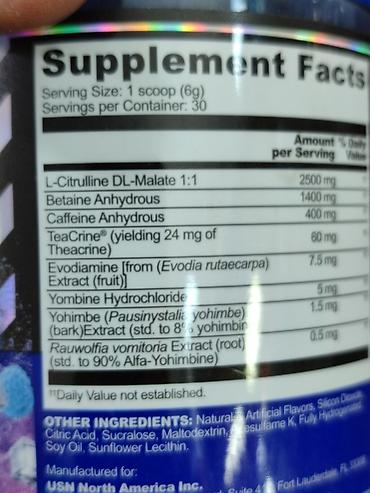 Supplement Facts
Serving Size: 1 scoop (6g)
Servings per Container: 30
Amount % Daily
per Serving Value
L-Citrulline DL-Malate 1:1 2500 mg
Betaine Anhydrous 1400 mg
Caffeine Anhydrous 400 mg
TeaCrine® (yielding 24 mg of 60 mg
Theacrine)
Evodiamine [from (Evodia rutaecarpa) 7.5 mg
Extract (fruit)]
Yombine Hydrochloride 5 mg
Yohimbe (Pausinystalia yohimbe) 1.5 mg
(bark)Extract (std. to 8% yohimbin
Rauwolfia vomitoria Extract (root) 0.5 mg
(std. to 90% Alfa-Yohimbine)
††Daily Value not established.
OTHER INGREDIENTS: Natural Artificial Flavors, Silicon Dioxide,
Citric Acid, Sucralose, Maltodextrin, esulfame K, Fully Hydrogenated
Soy Oil, Sunflower Lecithin.
Manufactured for:
USN North America Inc.
Suite Fort Lauderdale, FL